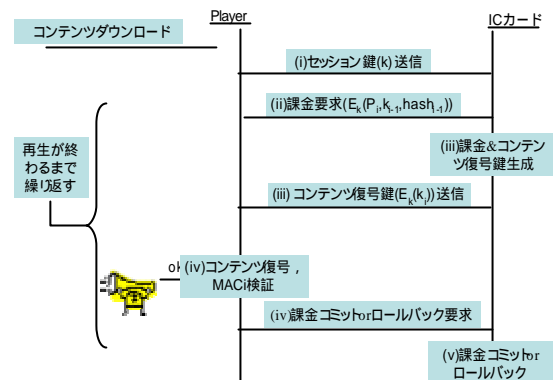 Player
ICカード
コンテンツダウンロード
(i)セッション鍵(k)送信
(ii)課金要求(Ek(Pi,ki-1,hashi-1))
(iii)課金&コンテン
ツ復号鍵生成
再生が終
わるまで
繰り返す
(iii) コンテンツ復号鍵(Ek(ki))送信
ok
(iv)コンテンツ復号，
MACi検証
(iv)課金コミットorロールバック要求
(v)課金コミットor
ロールバック